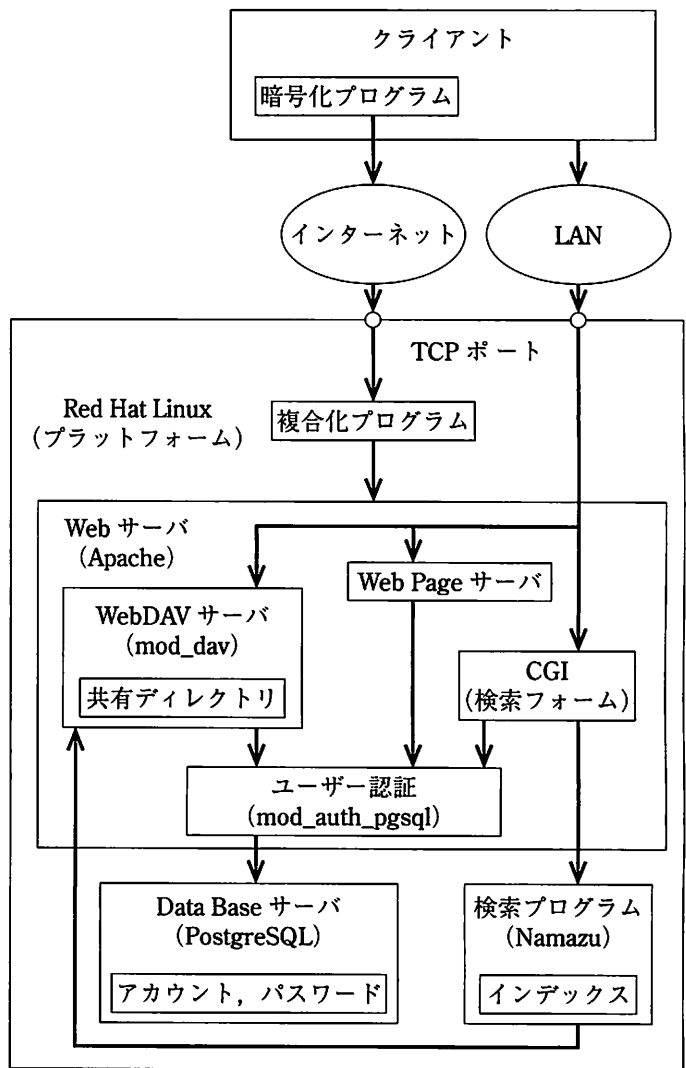 クライアント
暗号化プログラム
インターネット
LAN
TCP ポート
Red Hat Linux
(プラットフォーム)
複合化プログラム
Web サーバ
(Apache)
Web Page サーバ
WebDAV サーバ
(mod_dav)
共有ディレクトリ
CGI
(検索フォーム)
ユーザー認証
(mod_auth_pgsql)
Data Base サーバ
(PostgreSQL)
アカウント，パスワード
検索プログラム
(Namazu)
インデックス